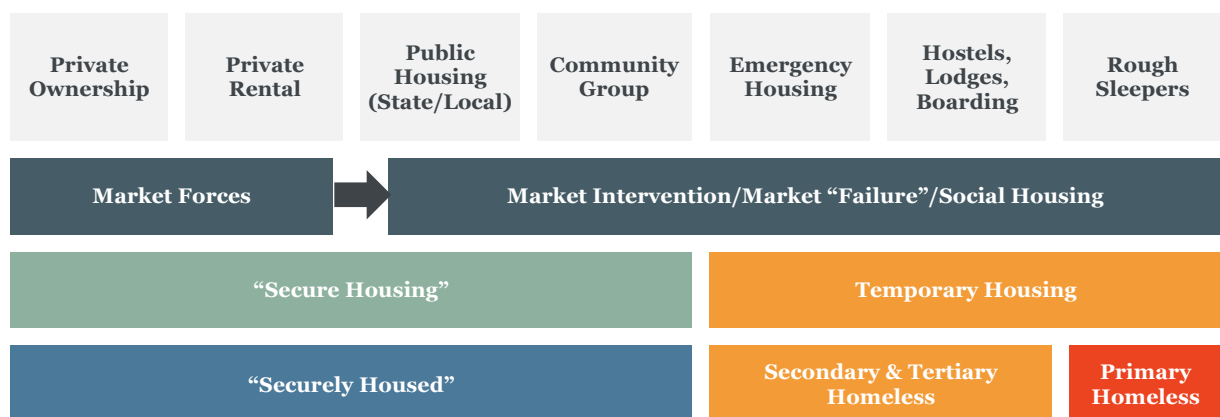 Private
Ownership
Private
Rental
Public
Housing
(State/Local)
Community
Group
Emergency
Housing
Hostels,
Lodges,
Boarding
Rough
Sleepers
Market Forces
Market Intervention/Market “Failure”/Social Housing
“Secure Housing”
Temporary Housing
“Securely Housed”
Secondary & Tertiary
Homeless
Primary
Homeless